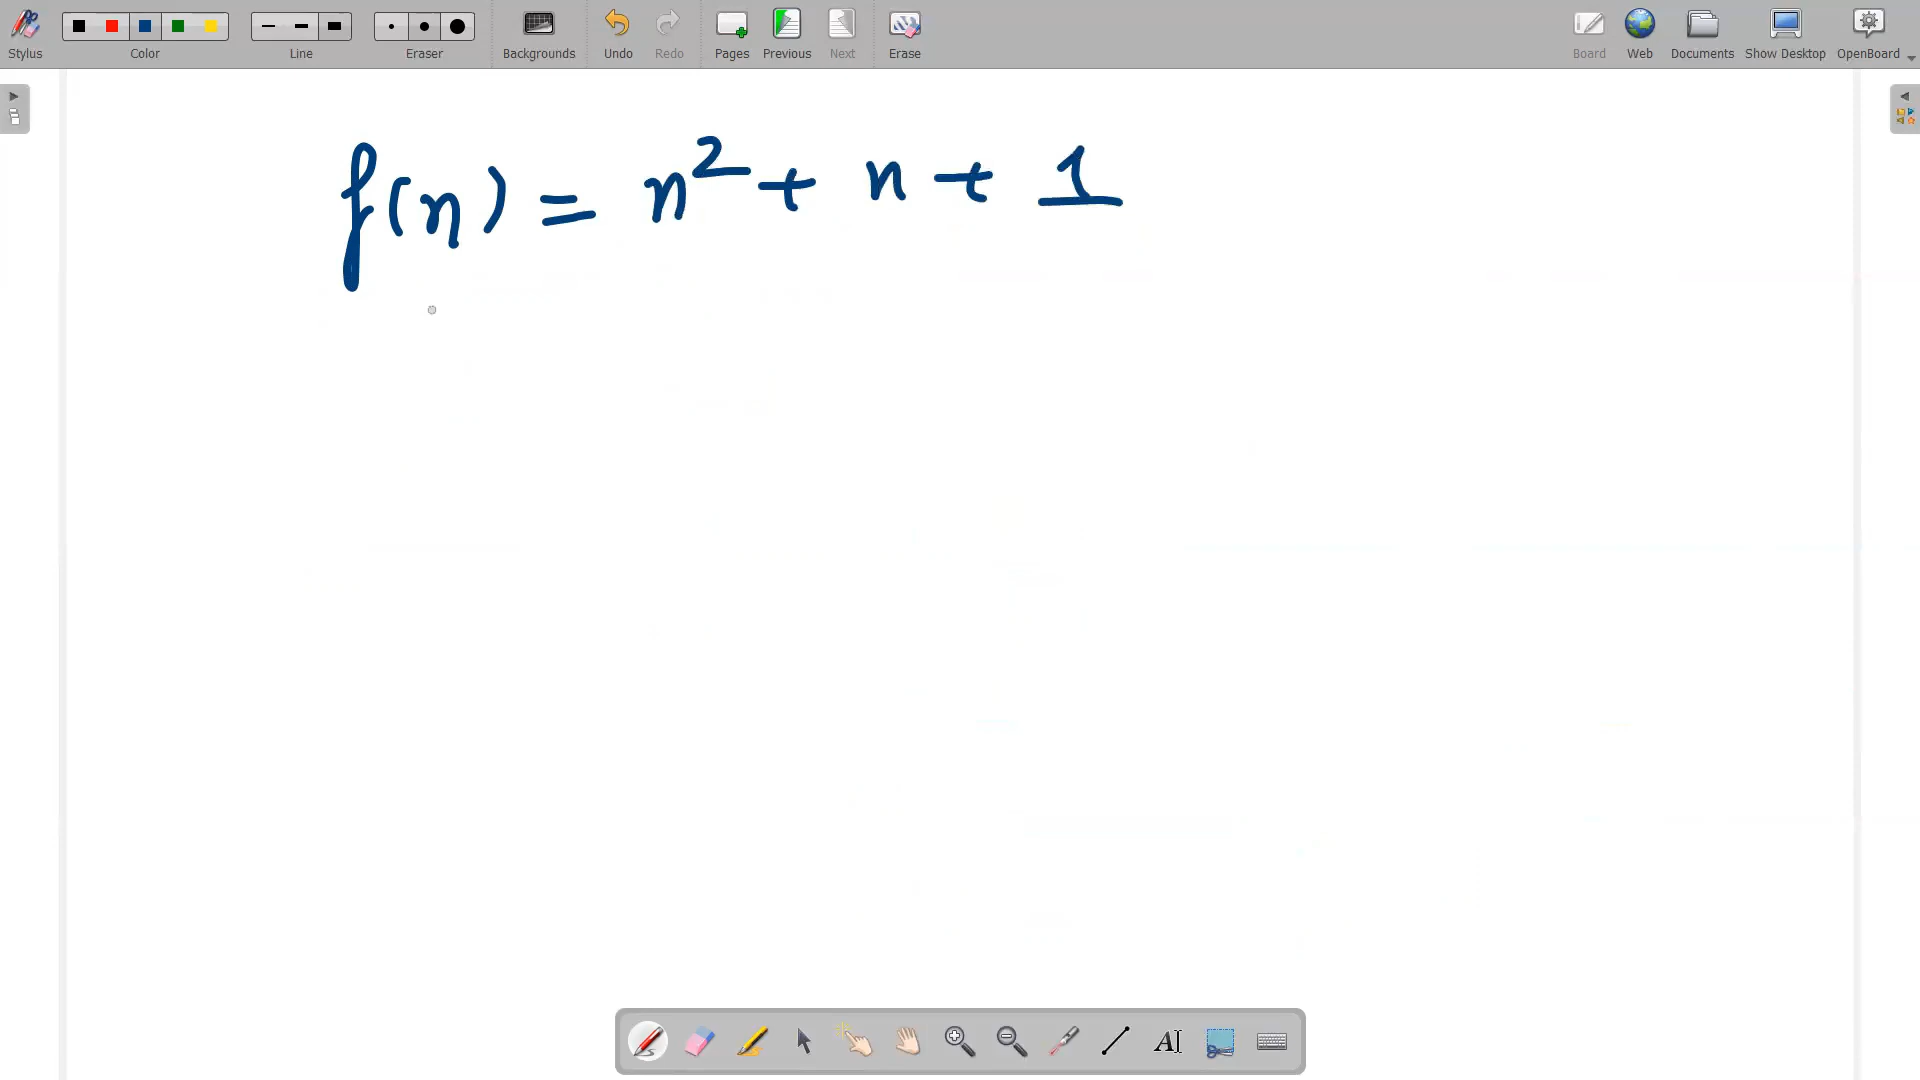 Stylus Color Line Eraser Backgrounds Undo Redo Pages Previous Next Erase Board Web Documents Show Desktop OpenBoard
f(n) = n² + n + 1